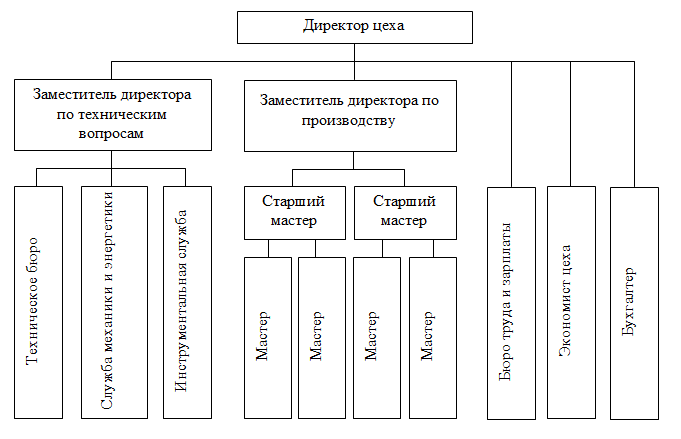 Директор цеха
Заместитель директора
по техническим
вопросам
Заместитель директора по
производству
Техническое бюро
Служба механики и энергетики
Инструментальная служба
Старший
мастер
Старший
мастер
Мастер
Мастер
Мастер
Мастер
Бюро труда и зарплаты
Экономист цеха
Бухгалтер